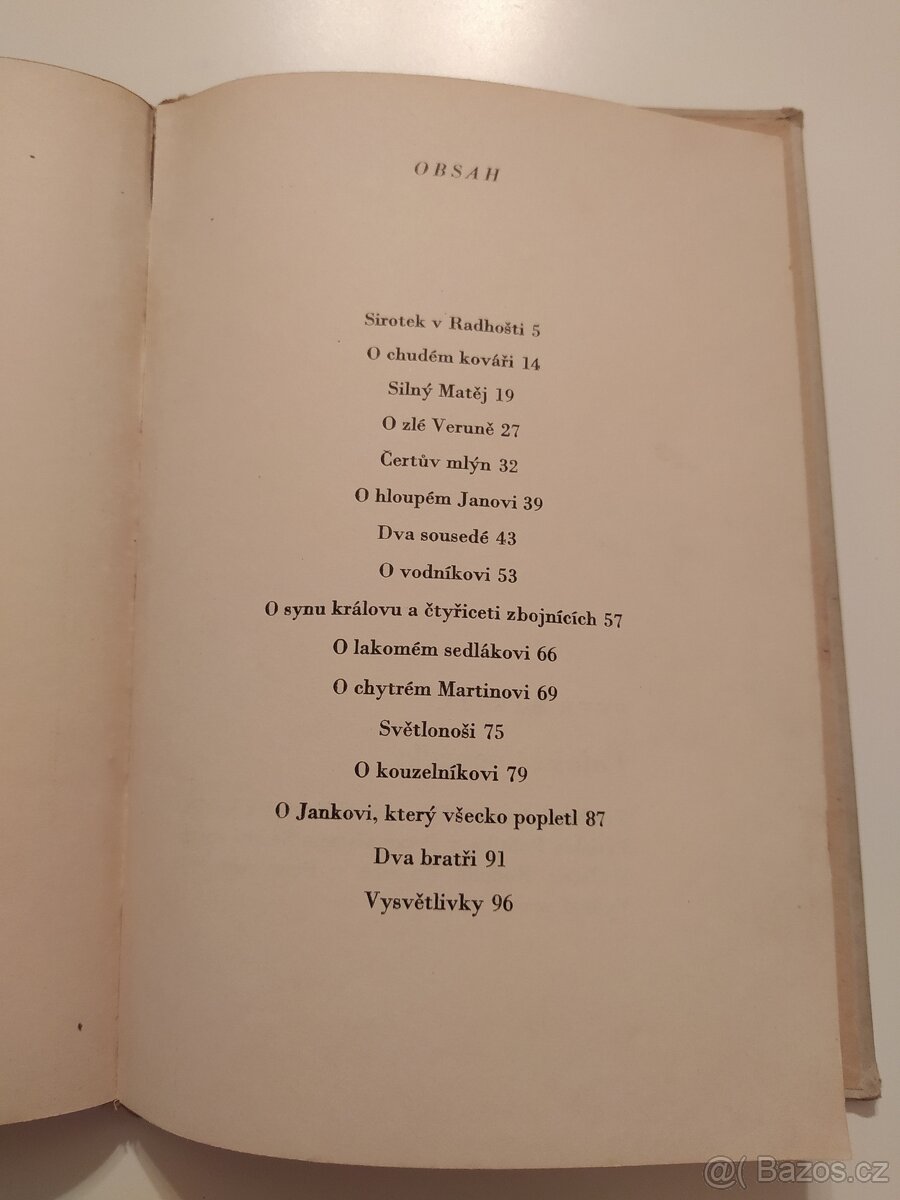 OBSAH
Sirotek v Radhošti 5
O chudém kováři 14
Silný Matěj 19
O zlé Veruně 27
Čertův mlýn 32
O hloupém Janovi 39
Dva sousedé 43
O vodníkovi 53
O synu královu a čtyřiceti zbojnících 57
O lakomém sedlákovi 66
O chytrém Martinovi 69
Světlonoši 75
O kouzelníkovi 79
O Jankovi, který všecko popletl 87
Dva bratři 91
Vysvětlivky 96
@( Bazos.cz